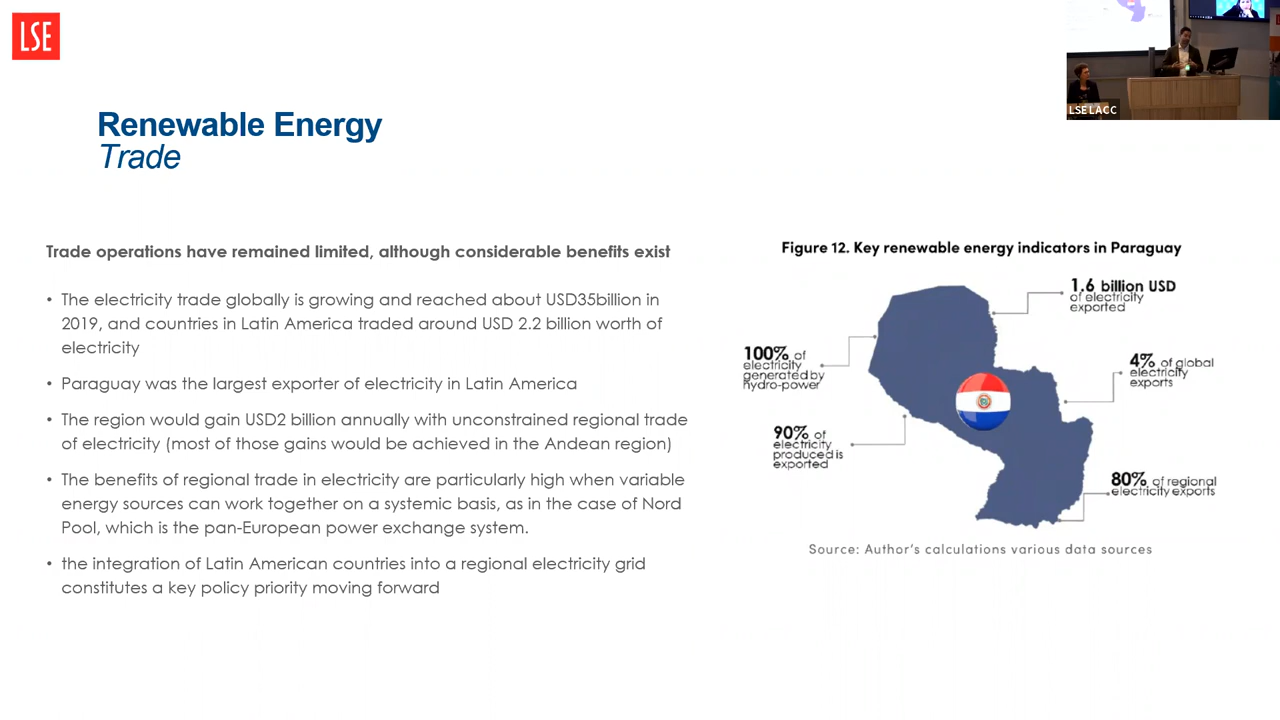 LSE
LSE LACC
Renewable Energy
Trade
Trade operations have remained limited, although considerable benefits exist
• The electricity trade globally is growing and reached about USD35billion in
2019, and countries in Latin America traded around USD 2.2 billion worth of
electricity
• Paraguay was the largest exporter of electricity in Latin America
• The region would gain USD2 billion annually with unconstrained regional trade
of electricity (most of those gains would be achieved in the Andean region)
• The benefits of regional trade in electricity are particularly high when variable
energy sources can work together on a systemic basis, as in the case of Nord
Pool, which is the pan-European power exchange system.
• the integration of Latin American countries into a regional electricity grid
constitutes a key policy priority moving forward
Figure 12. Key renewable energy indicators in Paraguay
1.6 billion USD
of electricity
exported
100% of
electricity
generated by
hydro-power
4% of global
electricity
exports
90% of
electricity
produced is
exported
80% of regional
electricity exports
Source: Author's calculations various data sources